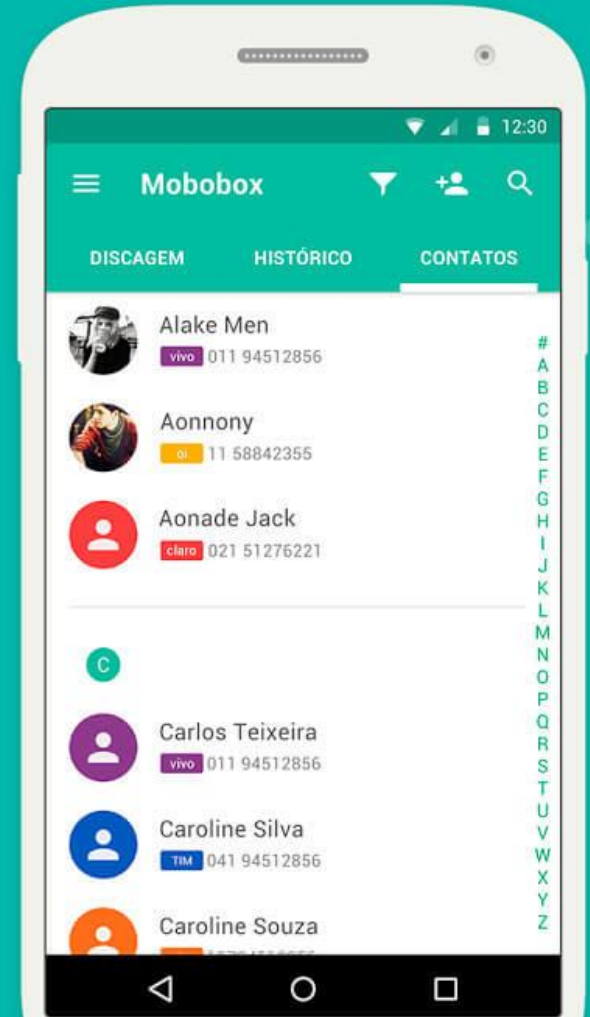 12:30
Mobobox
DISCAGEM HISTÓRICO CONTATOS
Alake Men
vivo 011 94512856
Aonnony
oi 11 58842355
Aonade Jack
claro 021 51276221
C
Carlos Teixeira
vivo 011 94512856
Caroline Silva
TIM 041 94512856
Caroline Souza
#
A
B
C
D
E
F
G
H
I
J
K
L
M
N
O
P
Q
R
S
T
U
V
W
X
Y
Z